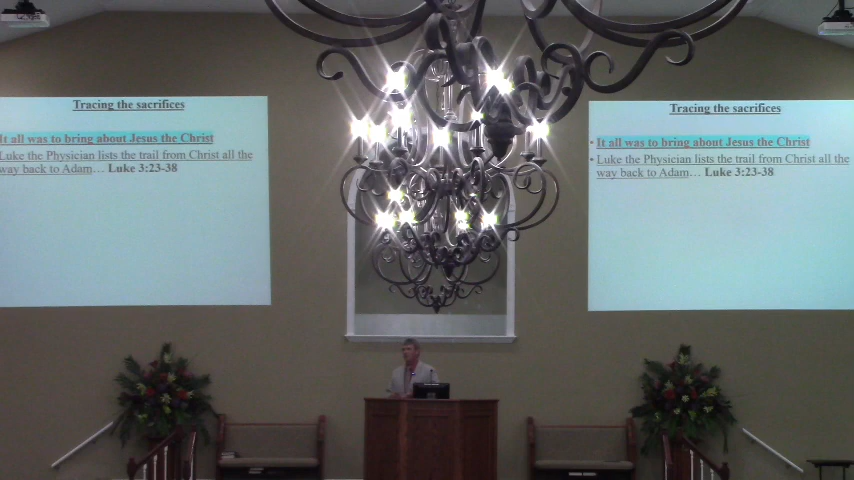 Tracing the sacrifices
It all was to bring about Jesus the Christ
Luke the Physician lists the trail from Christ all the
way back to Adam… Luke 3:23-38
Tracing the sacrifices
• It all was to bring about Jesus the Christ
• Luke the Physician lists the trail from Christ all the
way back to Adam… Luke 3:23-38